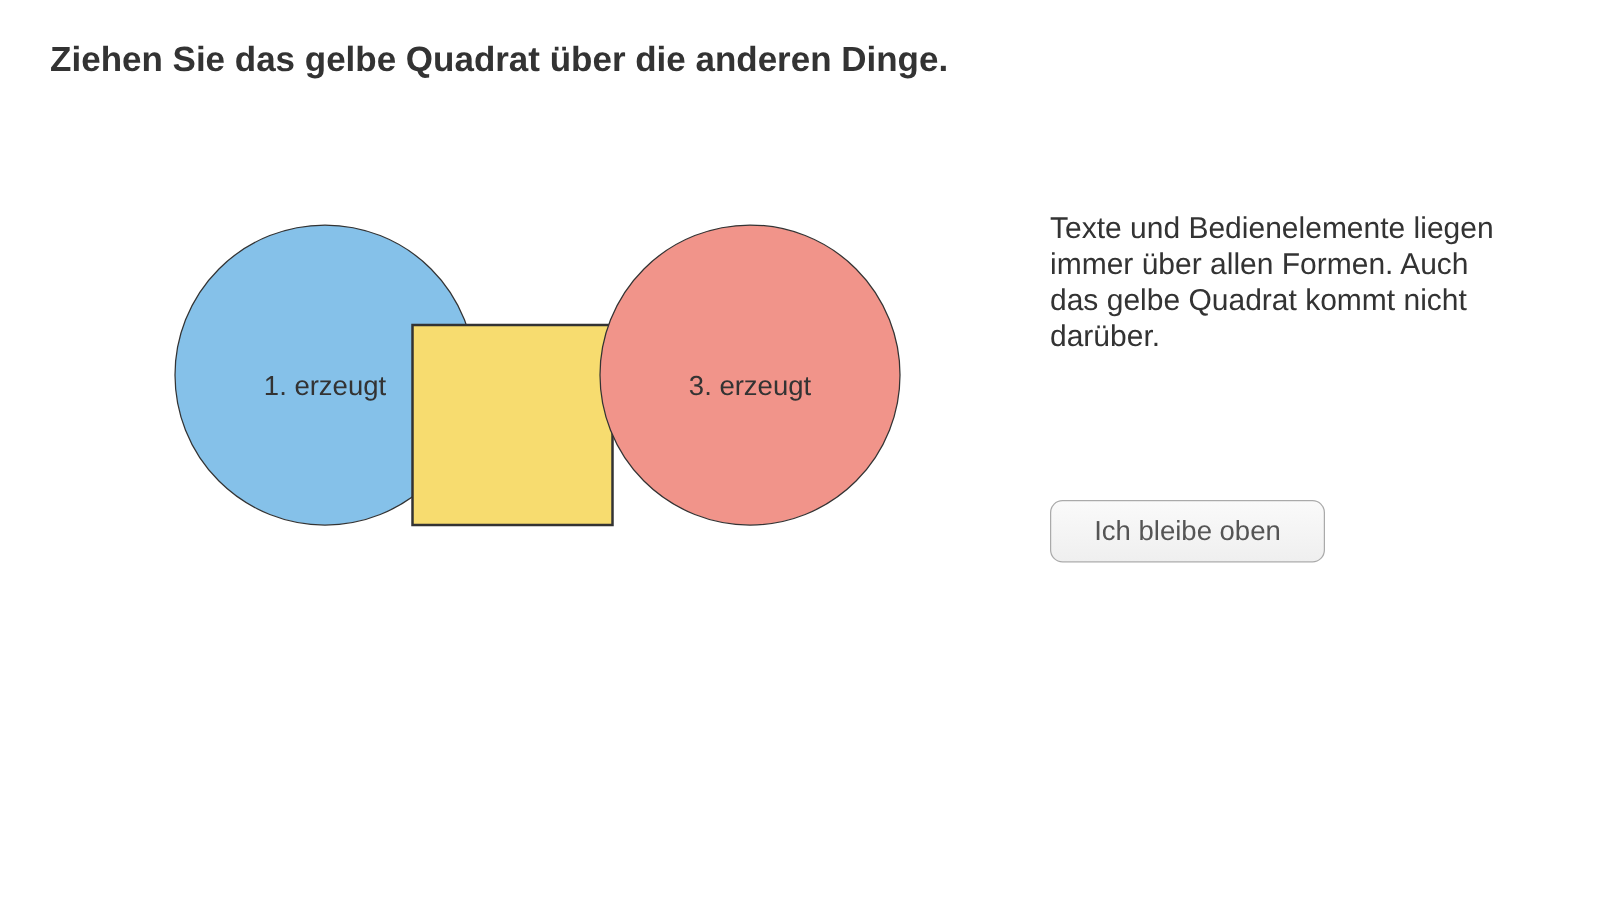 Ziehen Sie das gelbe Quadrat über die anderen Dinge.
Texte und Bedienelemente liegen
immer über allen Formen. Auch
das gelbe Quadrat kommt nicht
darüber.
1. erzeugt
3. erzeugt
Ich bleibe oben